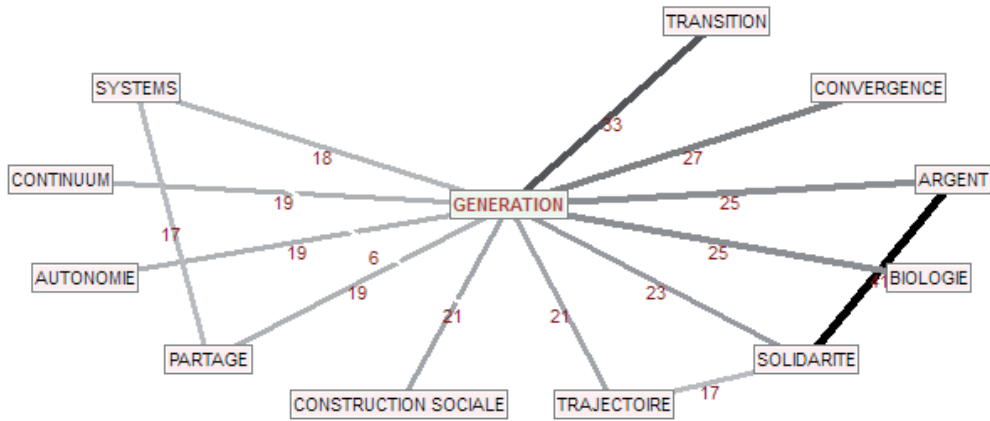 TRANSITION
SYSTEMS
CONVERGENCE
33
18
27
CONTINUUM
ARGENT
19
GENERATION
25
17
19
6
25
AUTONOMIE
BIOLOGIE
19
23
21
21
PARTAGE
SOLIDARITE
17
CONSTRUCTION SOCIALE
TRAJECTOIRE